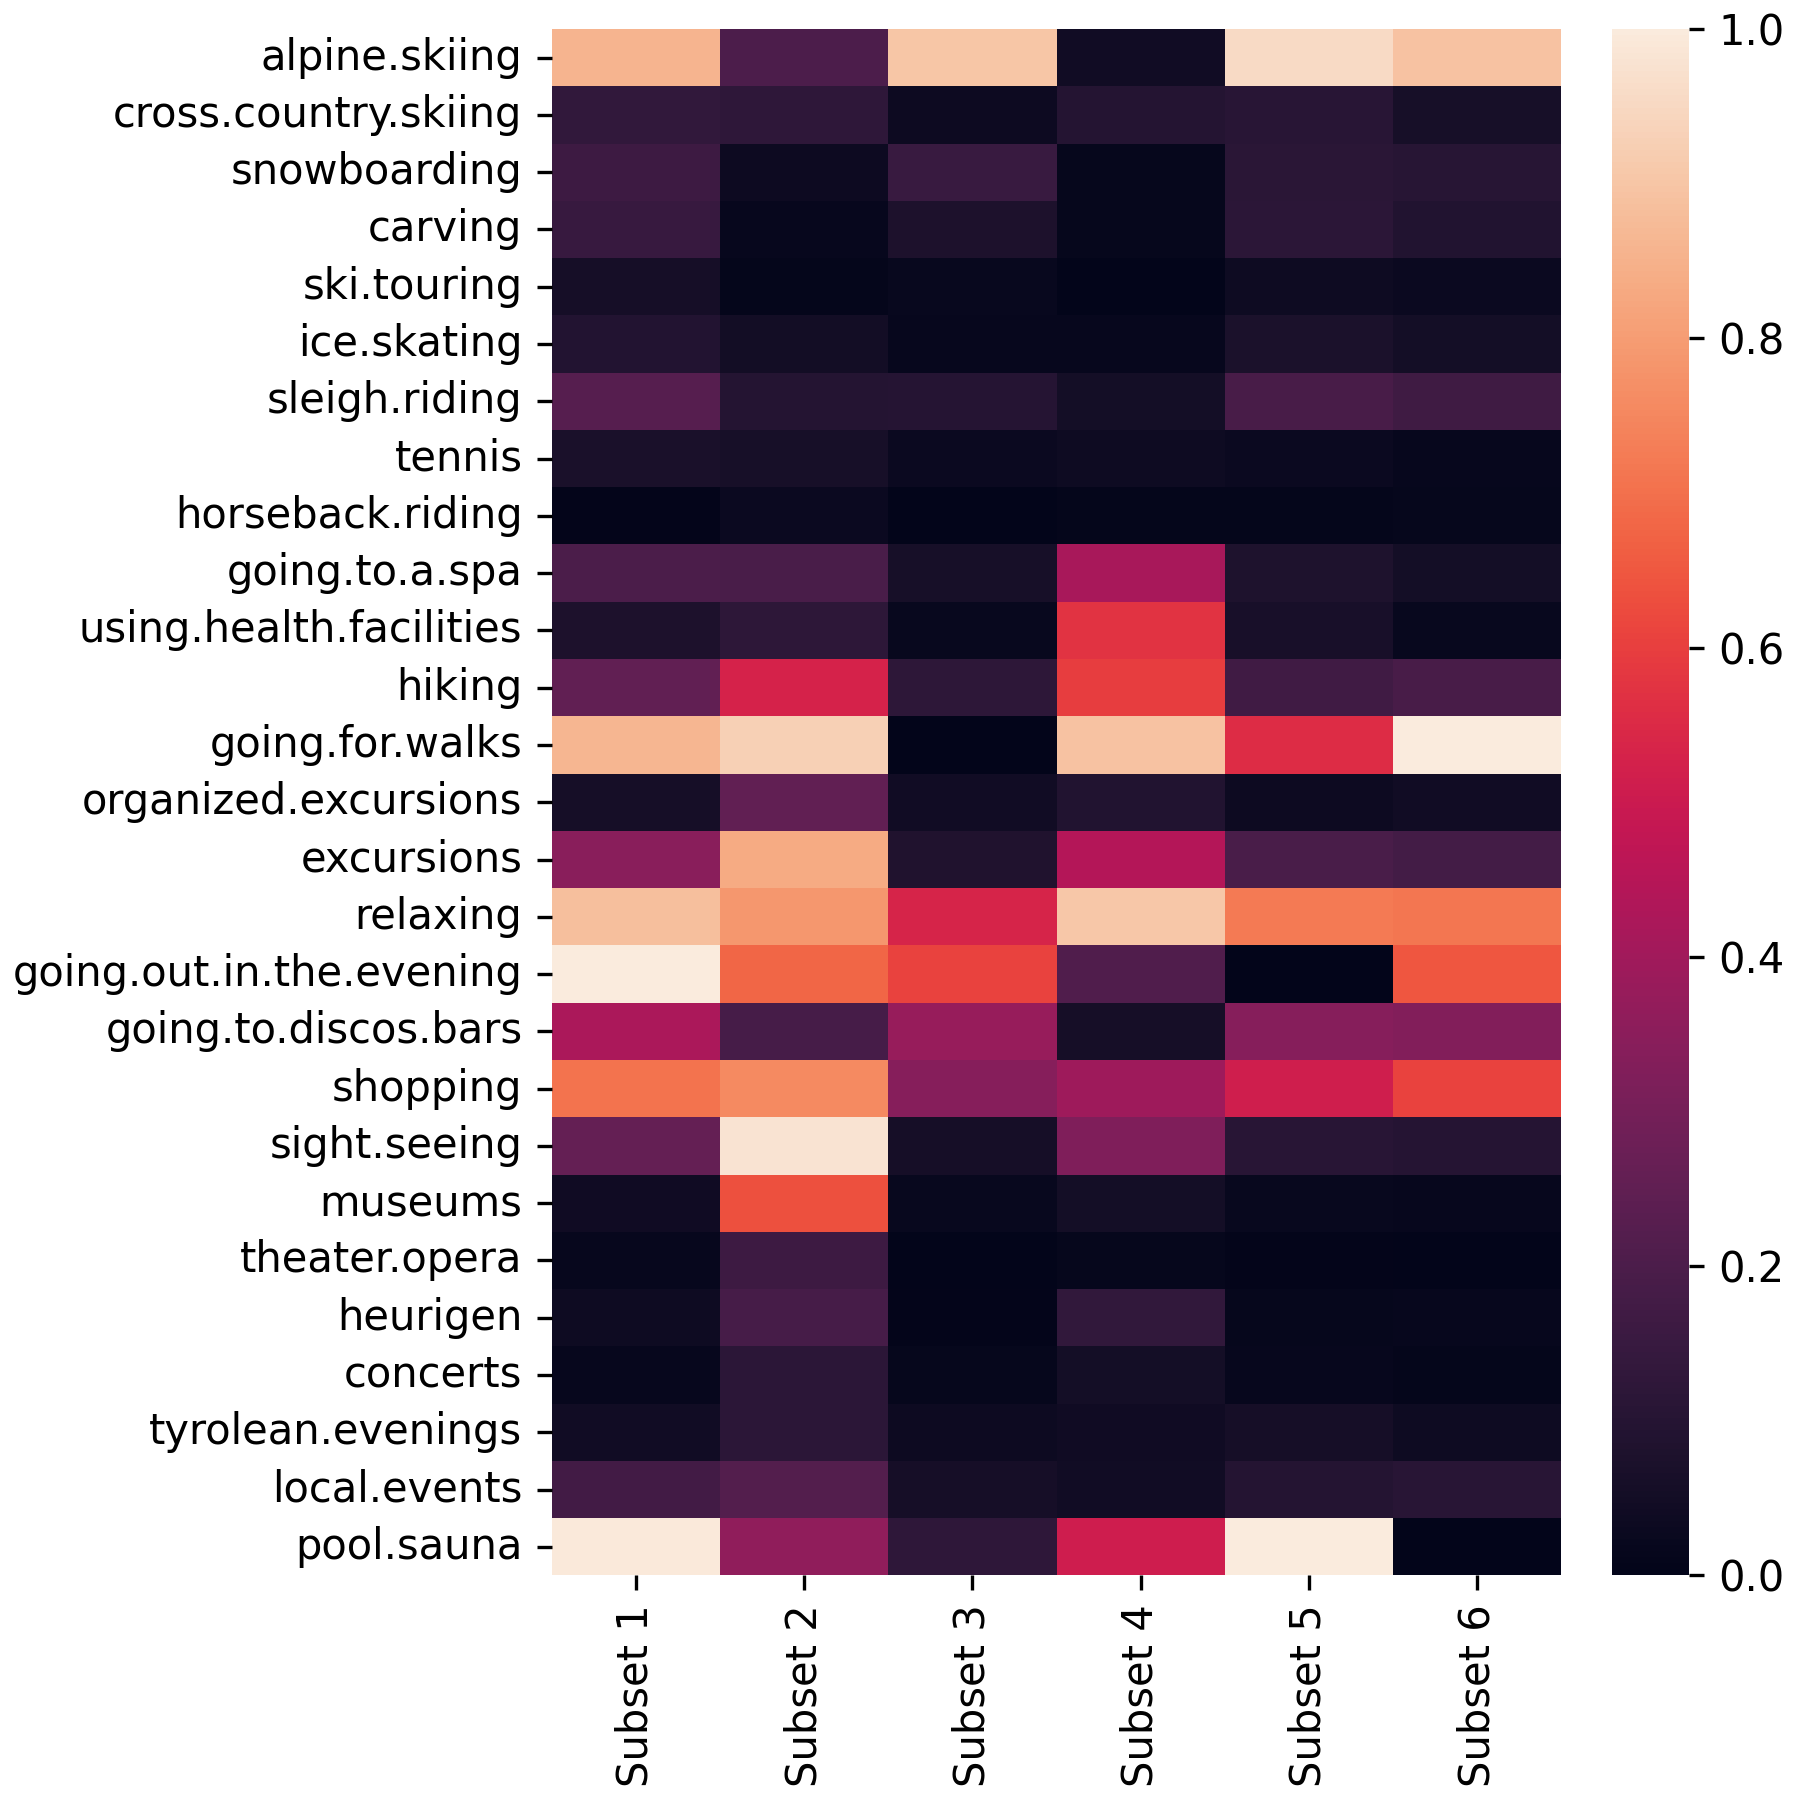 alpine.skiing
cross.country.skiing
snowboarding
carving
ski.touring
ice.skating
sleigh.riding
tennis
horseback.riding
going.to.a.spa
using.health.facilities
hiking
going.for.walks
organized.excursions
excursions
relaxing
going.out.in.the.evening
going.to.discos.bars
shopping
sight.seeing
museums
theater.opera
heurigen
concerts
tyrolean.evenings
local.events
pool.sauna
Subset 1
Subset 2
Subset 3
Subset 4
Subset 5
Subset 6
1.0
0.8
0.6
0.4
0.2
0.0